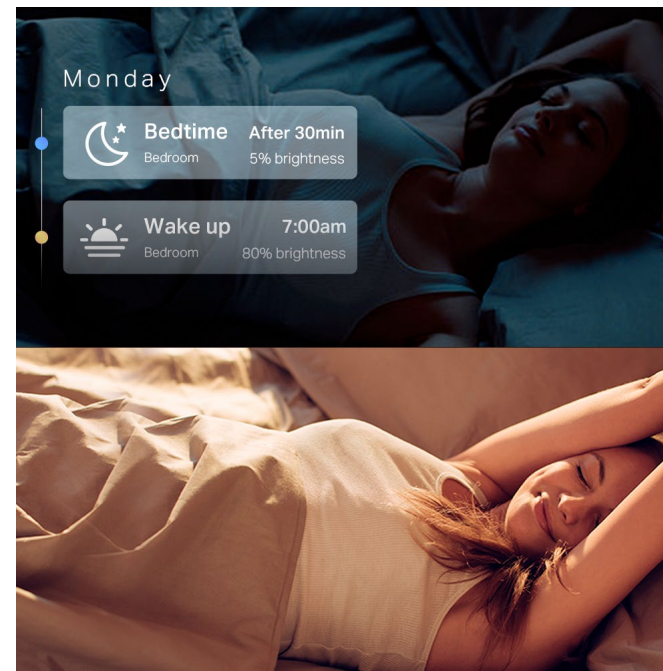 Monday
Bedtime After 30min
Bedroom 5% brightness
Wake up 7:00am
Bedroom 80% brightness